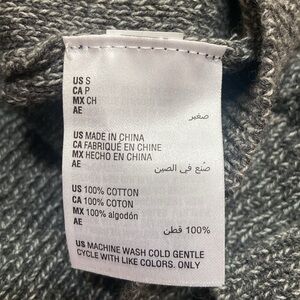 US S
CA P
MX CH
AE
صغير
US MADE IN CHINA
CA FABRIQUÉ EN CHINE
MX HECHO EN CHINA
AE
صُنع في الصين
US 100% COTTON
CA 100% COTON
MX 100% algodón
AE
100% قطن
US MACHINE WASH COLD GENTLE
CYCLE WITH LIKE COLORS. ONLY